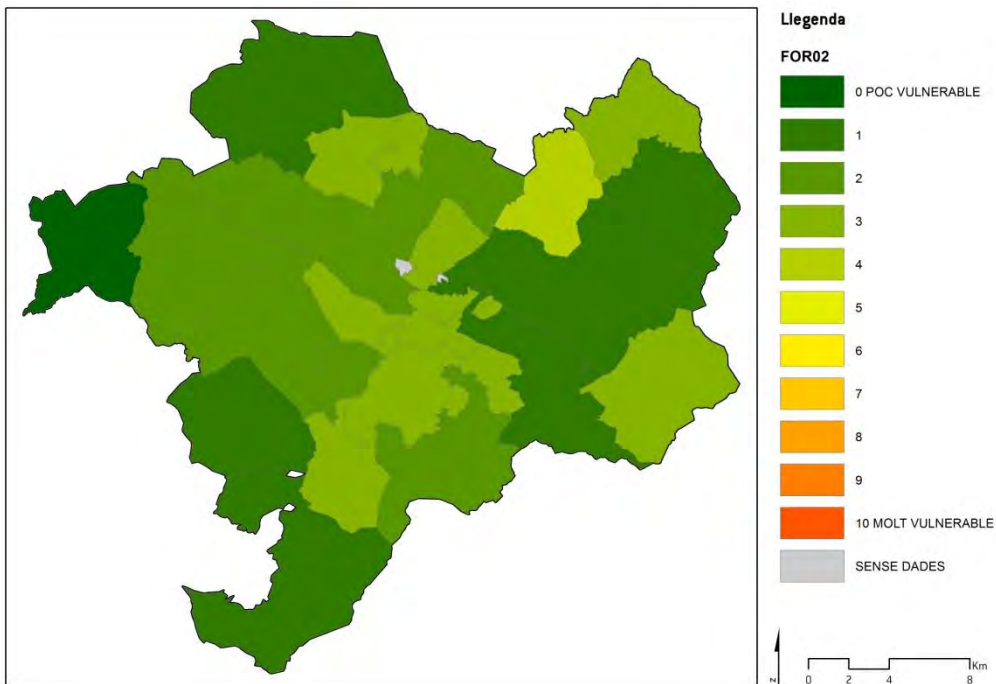 Llegenda
FOR02
0 POC VULNERABLE
1
2
3
4
5
6
7
8
9
10 MOLT VULNERABLE
SENSE DADES
Km
0 2 4 8